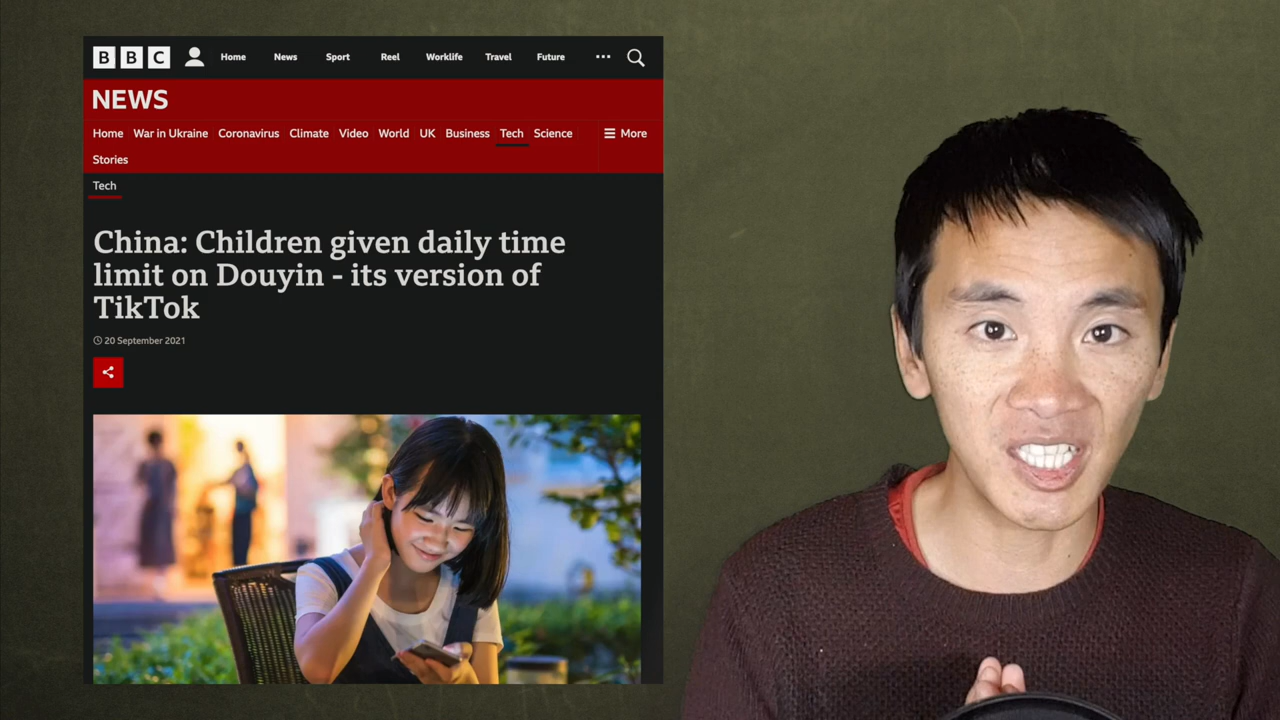 BBC Home News Sport Reel Worklife Travel Future ...
NEWS
Home War in Ukraine Coronavirus Climate Video World UK Business Tech Science More
Stories
Tech
China: Children given daily time
limit on Douyin - its version of
TikTok
20 September 2021